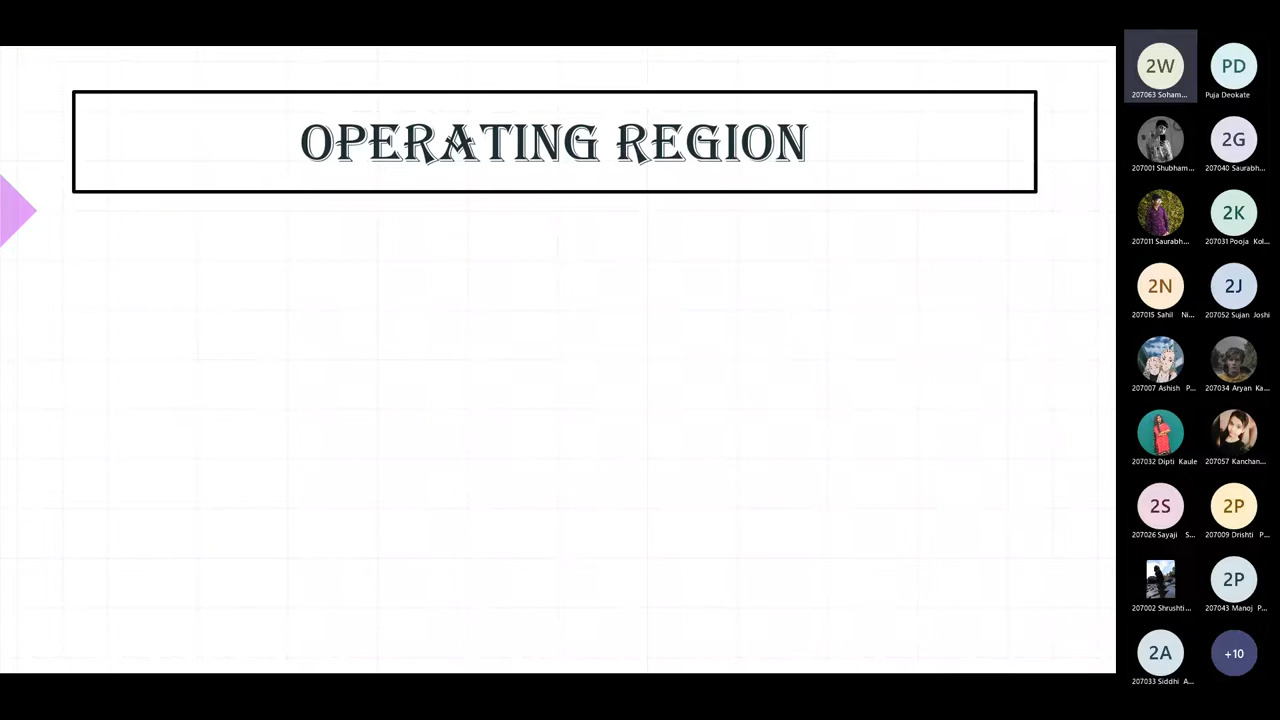 OPERATING REGION
2W
207063 Soham...
PD
Puja Deokate
207001 Shubham...
2G
207040 Saurabh...
207011 Saurabh...
2K
207031 Pooja Kol...
2N
207015 Sahil Ni...
2J
207052 Sujan Joshi
207007 Ashish P...
207034 Aryan Ka...
207032 Dipti Kaule
207057 Kanchan...
2S
207026 Sayaji S...
2P
207009 Drishti P...
207002 Shrushti...
2P
207043 Manoj P...
2A
207033 Siddhi A...
+10